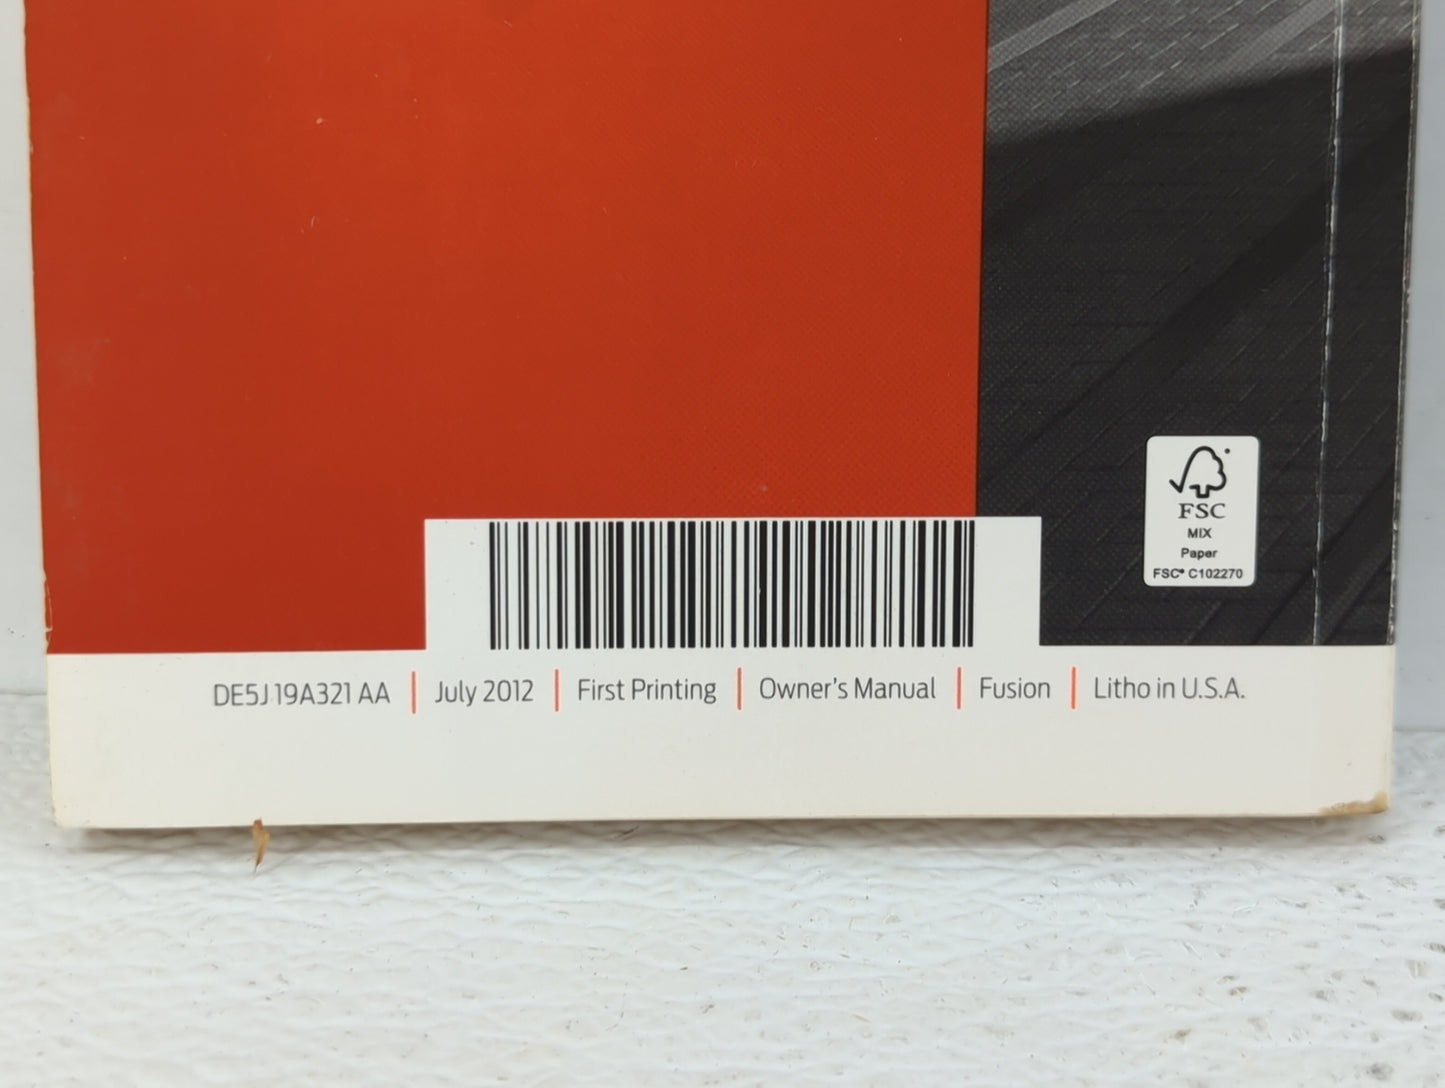 FSC
MIX
Paper
FSC® C102270
DE5J 19A321 AA | July 2012 | First Printing | Owner's Manual | Fusion | Litho in U.S.A.